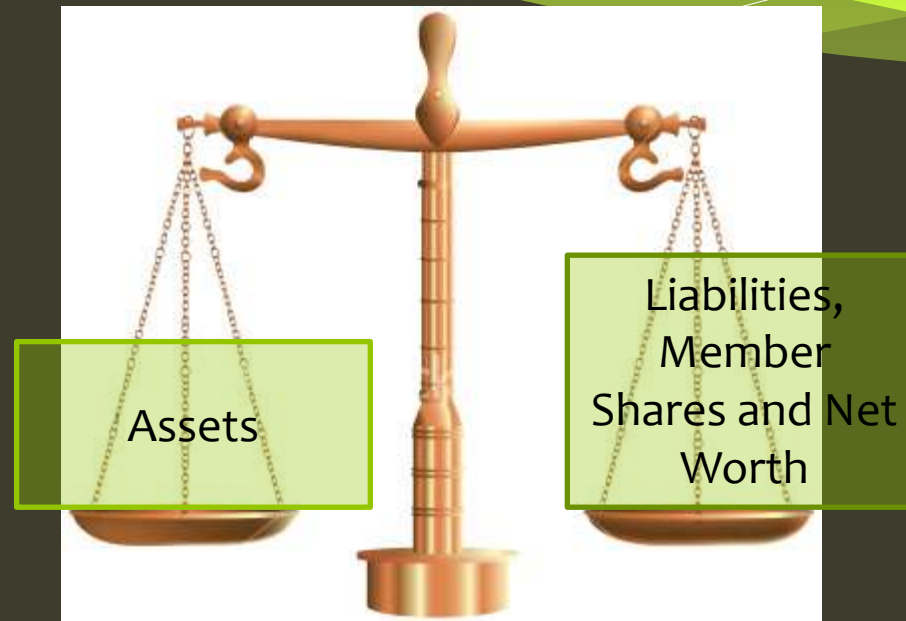 Assets
Liabilities,
Member
Shares and Net
Worth